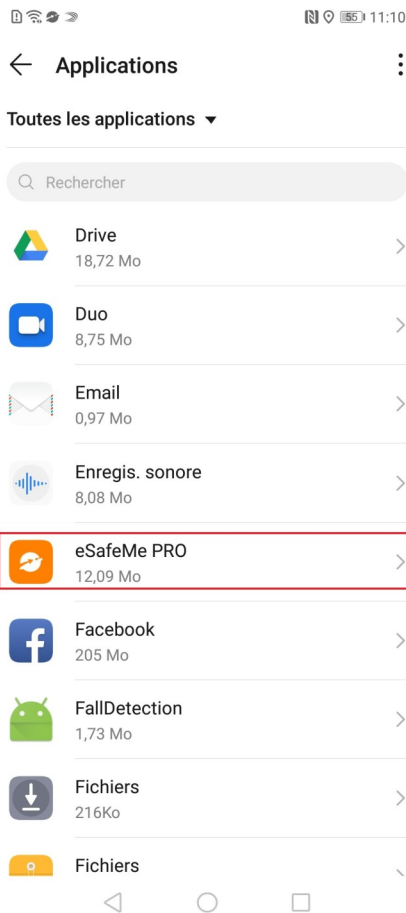 55 11:10
Applications
Toutes les applications
Rechercher
Drive
18,72 Mo
Duo
8,75 Mo
Email
0,97 Mo
Enregis. sonore
8,08 Mo
eSafeMe PRO
12,09 Mo
Facebook
205 Mo
FallDetection
1,73 Mo
Fichiers
216Ko
Fichiers